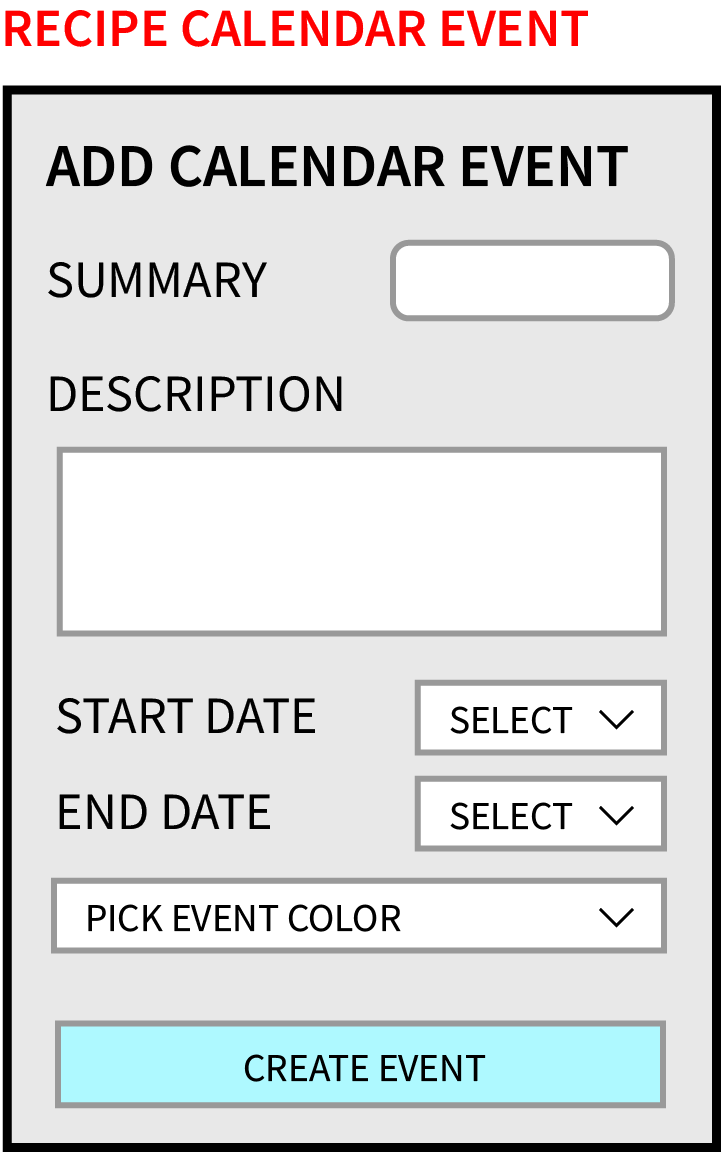 RECIPE CALENDAR EVENT
ADD CALENDAR EVENT
SUMMARY
DESCRIPTION
START DATE SELECT
END DATE SELECT
PICK EVENT COLOR
CREATE EVENT